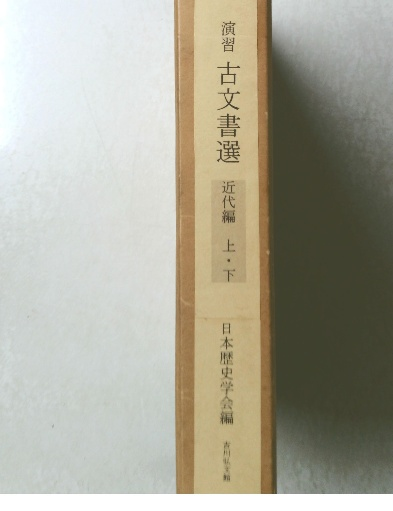 演習
古文書選
近代編 上・下
日本歴史学会編
吉川弘文館